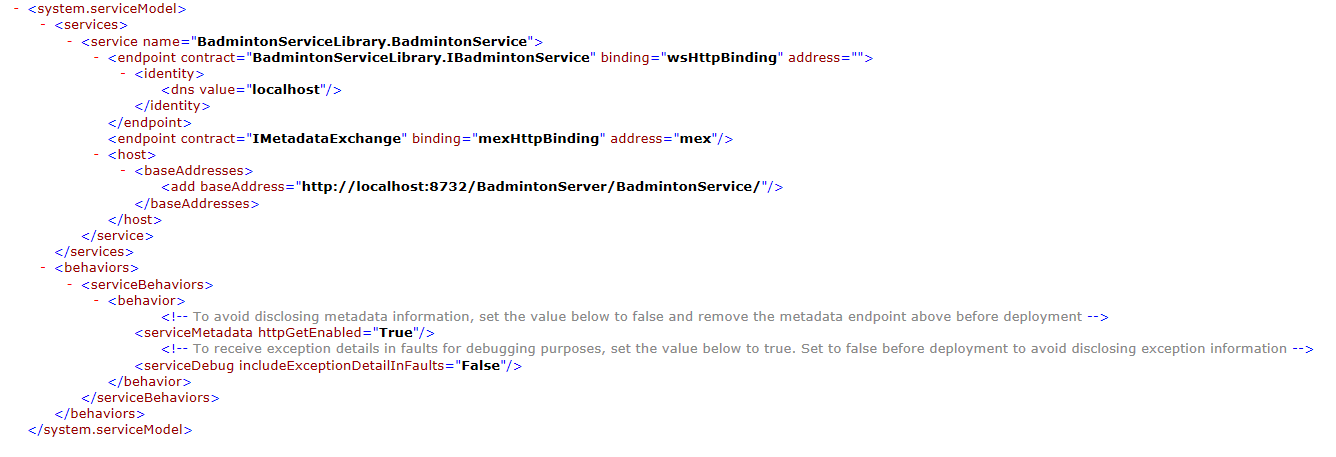 - <system.serviceModel>
- <services>
- <service name="BadmintonServiceLibrary.BadmintonService">
- <endpoint contract="BadmintonServiceLibrary.IBadmintonService" binding="wsHttpBinding" address="">
- <identity>
<dns value="localhost"/>
</identity>
</endpoint>
<endpoint contract="IMetadataExchange" binding="mexHttpBinding" address="mex"/>
- <host>
- <baseAddresses>
<add baseAddress="http://localhost:8732/BadmintonServer/BadmintonService/"/>
</baseAddresses>
</host>
</service>
</services>
- <behaviors>
- <serviceBehaviors>
- <behavior>
<!-- To avoid disclosing metadata information, set the value below to false and remove the metadata endpoint above before deployment -->
<serviceMetadata httpGetEnabled="True"/>
<!-- To receive exception details in faults for debugging purposes, set the value below to true. Set to false before deployment to avoid disclosing exception information -->
<serviceDebug includeExceptionDetailInFaults="False"/>
</behavior>
</serviceBehaviors>
</behaviors>
</system.serviceModel>